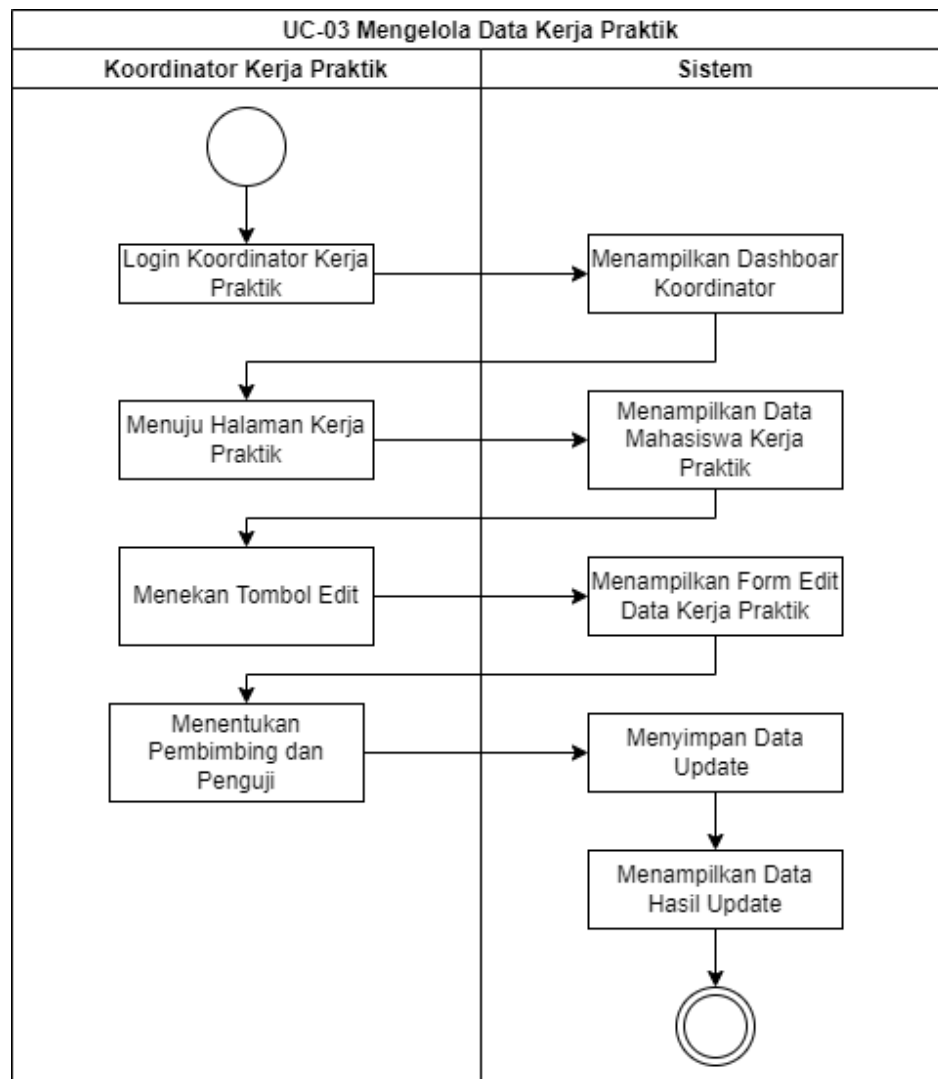 UC-03 Mengelola Data Kerja Praktik
Koordinator Kerja Praktik
Sistem
Login Koordinator Kerja
Praktik
Menampilkan Dashboar
Koordinator
Menuju Halaman Kerja
Praktik
Menampilkan Data
Mahasiswa Kerja
Praktik
Menekan Tombol Edit
Menampilkan Form Edit
Data Kerja Praktik
Menentukan
Pembimbing dan
Penguji
Menyimpan Data
Update
Menampilkan Data
Hasil Update